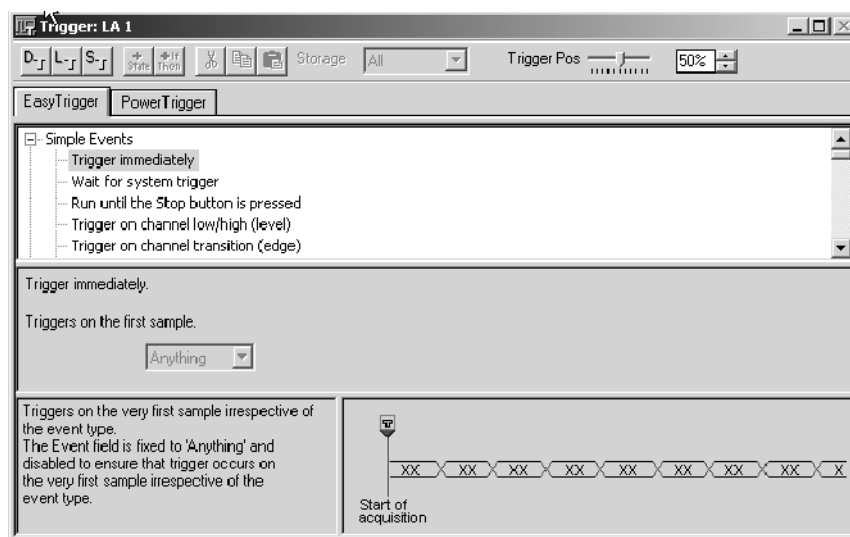 Trigger: LA 1
D- L- S- +State +If Then Storage All Trigger Pos 50%
EasyTrigger PowerTrigger
Simple Events
Trigger immediately
Wait for system trigger
Run until the Stop button is pressed
Trigger on channel low/high (level)
Trigger on channel transition (edge)
Trigger immediately.
Triggers on the first sample.
Anything
Triggers on the very first sample irrespective of
the event type.
The Event field is fixed to 'Anything' and
disabled to ensure that trigger occurs on
the very first sample irrespective of the
event type.
T
XX XX XX XX XX XX XX XX X
Start of
acquisition